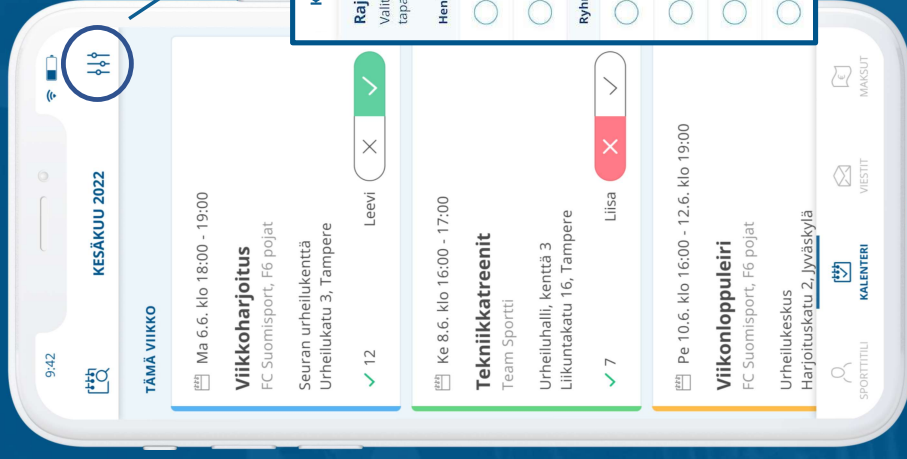 9:42
KESÄKUU 2022
TÄMÄ VIIKKO
Ma 6.6. klo 18:00 - 19:00
Viikkoharjoitus
FC Suomisport, F6 pojat
Seuran urheilukenttä
Urheilukatu 3, Tampere
12
Leevi
Ke 8.6. klo 16:00 - 17:00
Tekniikkatreenit
Team Sportti
Urheiluhalli, kenttä 3
Liikuntakatu 16, Tampere
7
Liisa
Pe 10.6. klo 16:00 - 12.6. klo 19:00
Viikonloppuleiri
FC Suomisport, F6 pojat
Urheilukeskus
Harjoituskatu 2, Jyväskylä
SPORTTITILI
KALENTERI
VIESTIT
MAKSUT
K
Raj
Valit
tapa
Hen
Ryh